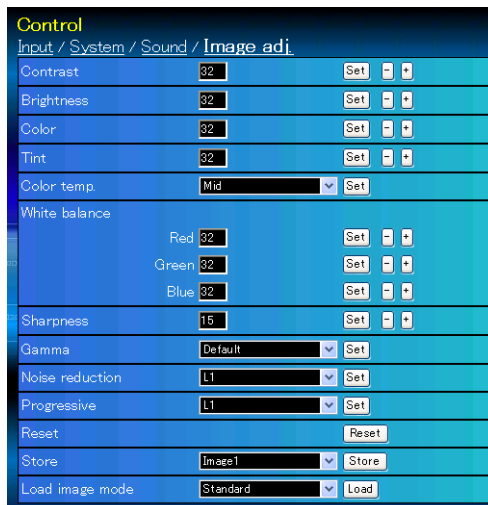 Control
Input / System / Sound / Image adj.
Contrast 32 Set - +
Brightness 32 Set - +
Color 32 Set - +
Tint 32 Set - +
Color temp. Mid Set
White balance
Red 32 Set - +
Green 32 Set - +
Blue 32 Set - +
Sharpness 15 Set - +
Gamma Default Set
Noise reduction L1 Set
Progressive L1 Set
Reset Reset
Store Image1 Store
Load image mode Standard Load